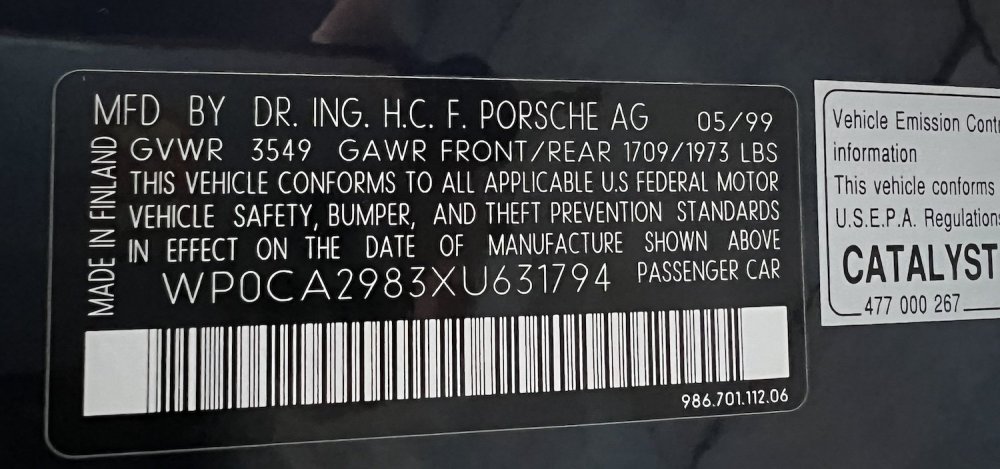 MFD BY DR. ING. H.C. F. PORSCHE AG 05/99
GVWR 3549 GAWR FRONT/REAR 1709/1973 LBS
THIS VEHICLE CONFORMS TO ALL APPLICABLE U.S FEDERAL MOTOR
VEHICLE SAFETY, BUMPER, AND THEFT PREVENTION STANDARDS
IN EFFECT ON THE DATE OF MANUFACTURE SHOWN ABOVE
WP0CA2983XU631794 PASSENGER CAR
MADE IN FINLAND
986.701.112.06
Vehicle Emission Cont
information
This vehicle conforms
U.S.E.P.A. Regulations
CATALYST
477 000 267